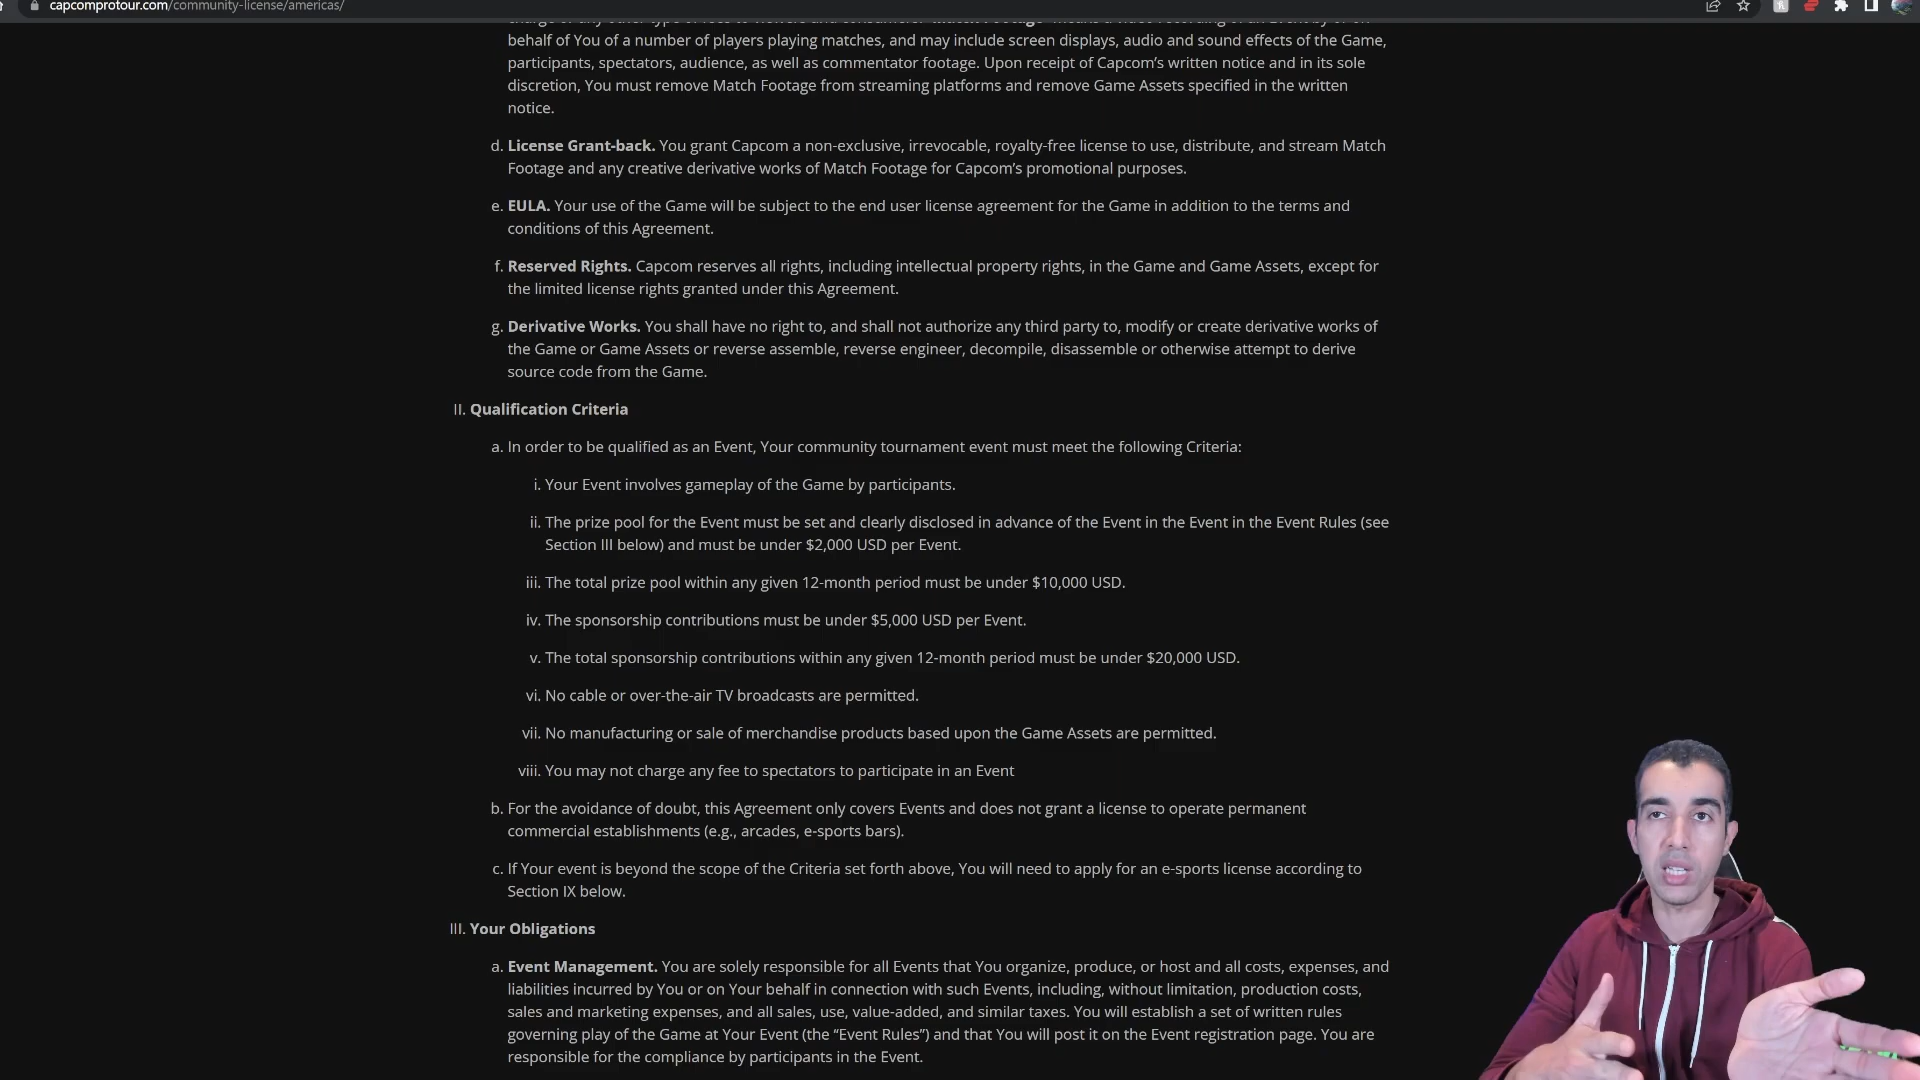 capcomprotour.com/community-license/americas/
behalf of You of a number of players playing matches, and may include screen displays, audio and sound effects of the Game,
participants, spectators, audience, as well as commentator footage. Upon receipt of Capcom’s written notice and in its sole
discretion, You must remove Match Footage from streaming platforms and remove Game Assets specified in the written
notice.
d. License Grant-back. You grant Capcom a non-exclusive, irrevocable, royalty-free license to use, distribute, and stream Match
Footage and any creative derivative works of Match Footage for Capcom’s promotional purposes.
e. EULA. Your use of the Game will be subject to the end user license agreement for the Game in addition to the terms and
conditions of this Agreement.
f. Reserved Rights. Capcom reserves all rights, including intellectual property rights, in the Game and Game Assets, except for
the limited license rights granted under this Agreement.
g. Derivative Works. You shall have no right to, and shall not authorize any third party to, modify or create derivative works of
the Game or Game Assets or reverse assemble, reverse engineer, decompile, disassemble or otherwise attempt to derive
source code from the Game.
II. Qualification Criteria
a. In order to be qualified as an Event, Your community tournament event must meet the following Criteria:
i. Your Event involves gameplay of the Game by participants.
ii. The prize pool for the Event must be set and clearly disclosed in advance of the Event in the Event in the Event Rules (see
Section III below) and must be under $2,000 USD per Event.
iii. The total prize pool within any given 12-month period must be under $10,000 USD.
iv. The sponsorship contributions must be under $5,000 USD per Event.
v. The total sponsorship contributions within any given 12-month period must be under $20,000 USD.
vi. No cable or over-the-air TV broadcasts are permitted.
vii. No manufacturing or sale of merchandise products based upon the Game Assets are permitted.
viii. You may not charge any fee to spectators to participate in an Event
b. For the avoidance of doubt, this Agreement only covers Events and does not grant a license to operate permanent
commercial establishments (e.g., arcades, e-sports bars).
c. If Your event is beyond the scope of the Criteria set forth above, You will need to apply for an e-sports license according to
Section IX below.
III. Your Obligations
a. Event Management. You are solely responsible for all Events that You organize, produce, or host and all costs, expenses, and
liabilities incurred by You or on Your behalf in connection with such Events, including, without limitation, production costs,
sales and marketing expenses, and all sales, use, value-added, and similar taxes. You will establish a set of written rules
governing play of the Game at Your Event (the “Event Rules”) and that You will post it on the Event registration page. You are
responsible for the compliance by participants in the Event.